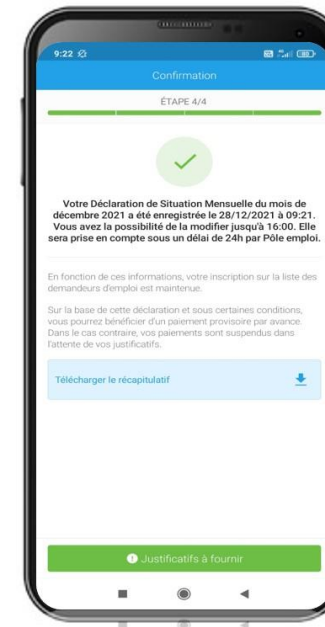 9:22
Confirmation
ÉTAPE 4/4
Votre Déclaration de Situation Mensuelle du mois de
décembre 2021 a été enregistrée le 28/12/2021 à 09:21.
Vous avez la possibilité de la modifier jusqu'à 16:00. Elle
sera prise en compte sous un délai de 24h par Pôle emploi.
En fonction de ces informations, votre inscription sur la liste des
demandeurs d'emploi est maintenue.
Sur la base de cette déclaration et sous certaines conditions,
vous pourrez bénéficier d'un paiement provisoire par avance.
Dans le cas contraire, vos paiements sont suspendus dans
l'attente de vos justificatifs.
Télécharger le récapitulatif
Justificatifs à fournir